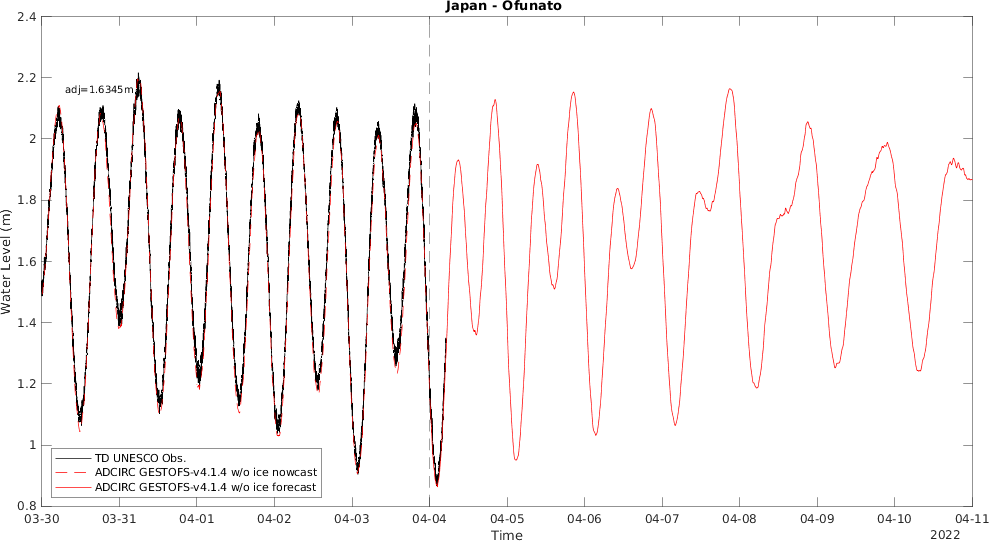 Japan - Ofunato
2.4
2.2
2
1.8
1.6
1.4
1.2
1
0.8
Water Level (m)
adj=1.6345m
TD UNESCO Obs.
ADCIRC GESTOFS-v4.1.4 w/o ice nowcast
ADCIRC GESTOFS-v4.1.4 w/o ice forecast
03-30 03-31 04-01 04-02 04-03 04-04 04-05 04-06 04-07 04-08 04-09 04-10 04-11
Time
2022